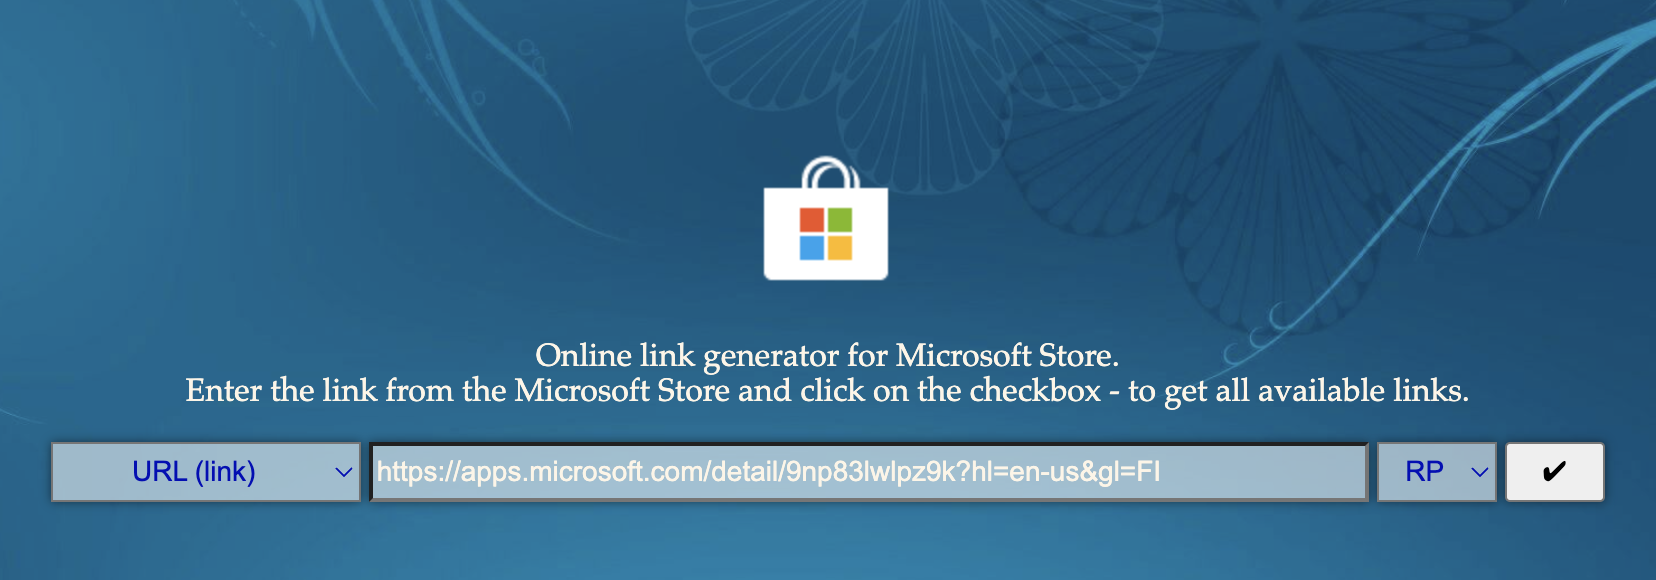 Online link generator for Microsoft Store.
Enter the link from the Microsoft Store and click on the checkbox - to get all available links.
URL (link) https://apps.microsoft.com/detail/9np83lwlpz9k?hl=en-us&gl=FI RP ✔